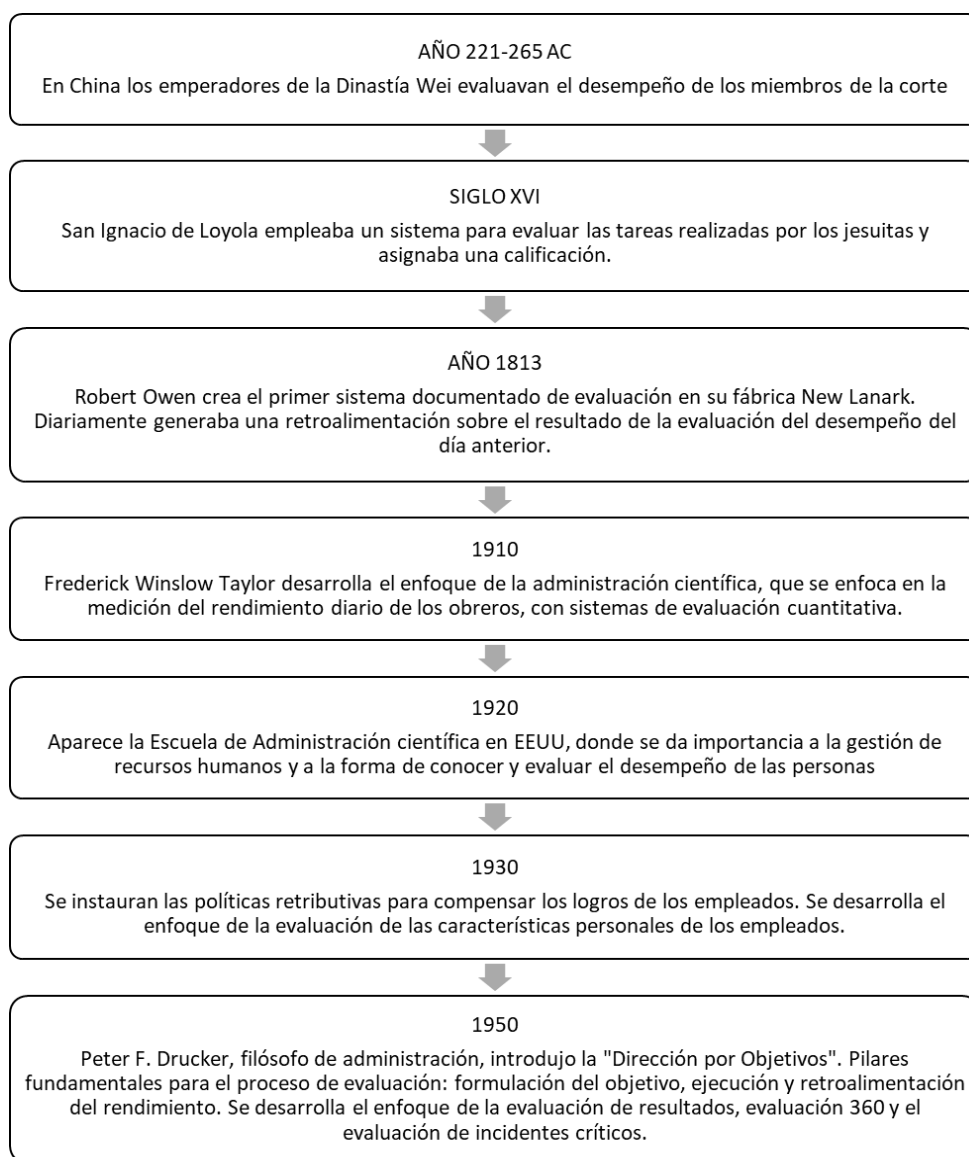 AÑO 221-265 AC
En China los emperadores de la Dinastía Wei evaluavan el desempeño de los miembros de la corte
SIGLO XVI
San Ignacio de Loyola empleaba un sistema para evaluar las tareas realizadas por los jesuitas y
asignaba una calificación.
AÑO 1813
Robert Owen crea el primer sistema documentado de evaluación en su fábrica New Lanark.
Diariamente generaba una retroalimentación sobre el resultado de la evaluación del desempeño del
día anterior.
1910
Frederick Winslow Taylor desarrolla el enfoque de la administración científica, que se enfoca en la
medición del rendimiento diario de los obreros, con sistemas de evaluación cuantitativa.
1920
Aparece la Escuela de Administración científica en EEUU, donde se da importancia a la gestión de
recursos humanos y a la forma de conocer y evaluar el desempeño de las personas
1930
Se instauran las políticas retributivas para compensar los logros de los empleados. Se desarrolla el
enfoque de la evaluación de las características personales de los empleados.
1950
Peter F. Drucker, filósofo de administración, introdujo la "Dirección por Objetivos". Pilares
fundamentales para el proceso de evaluación: formulación del objetivo, ejecución y retroalimentación
del rendimiento. Se desarrolla el enfoque de la evaluación de resultados, evaluación 360 y el
evaluación de incidentes críticos.